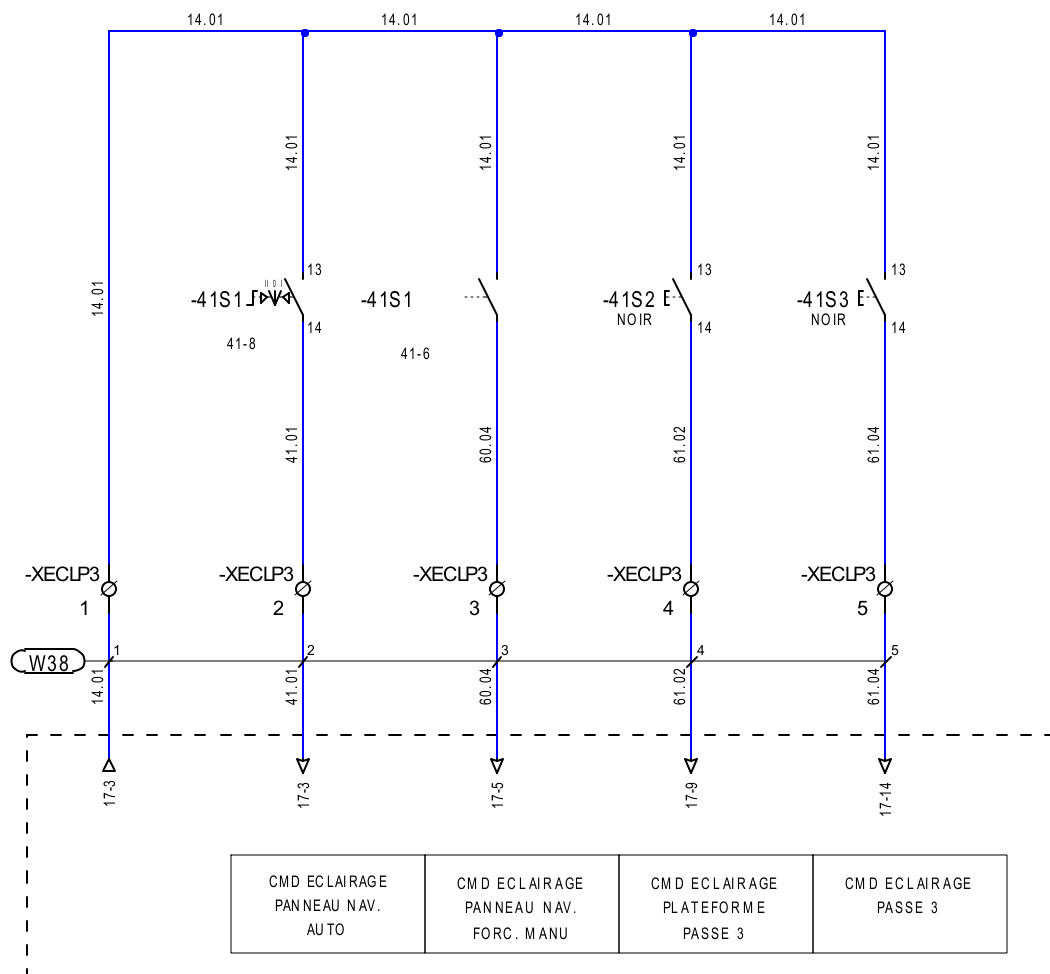 14.01 14.01 14.01 14.01
14.01 14.01 14.01 14.01
14.01
II 0 I
13 13 13
-41S1 -41S1 -41S2 -41S3
NOIR NOIR
14 14 14
41-8 41-6
41.01 60.04 61.02 61.04
-XECLP3 -XECLP3 -XECLP3 -XECLP3 -XECLP3
1 2 3 4 5
W38 1 2 3 4 5
14.01 41.01 60.04 61.02 61.04
17-3 17-3 17-5 17-9 17-14
CMD ECLAIRAGE
PANNEAU NAV.
AUTO
CMD ECLAIRAGE
PANNEAU NAV.
FORC. MANU
CMD ECLAIRAGE
PLATEFORME
PASSE 3
CMD ECLAIRAGE
PASSE 3